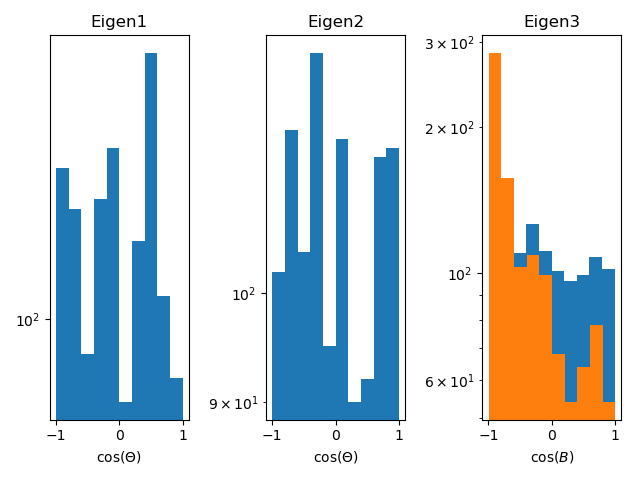 Eigen1
10²
−1 0 1
cos(Θ)
Eigen2
10²
9 × 10¹
−1 0 1
cos(Θ)
Eigen3
3 × 10²
2 × 10²
10²
6 × 10¹
−1 0 1
cos(B)